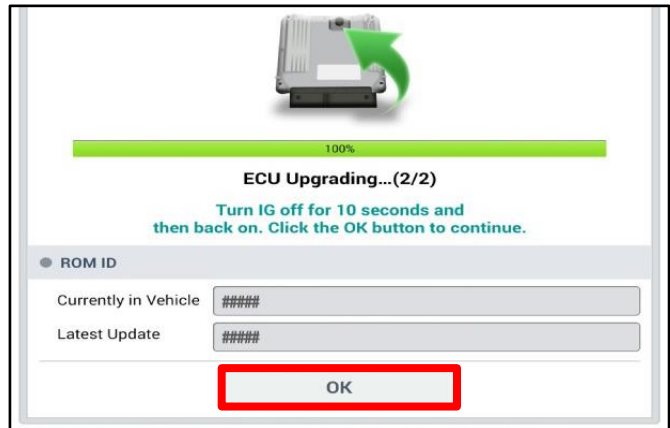 100%
ECU Upgrading...(2/2)
Turn IG off for 10 seconds and
then back on. Click the OK button to continue.
ROM ID
Currently in Vehicle #####
Latest Update #####
OK